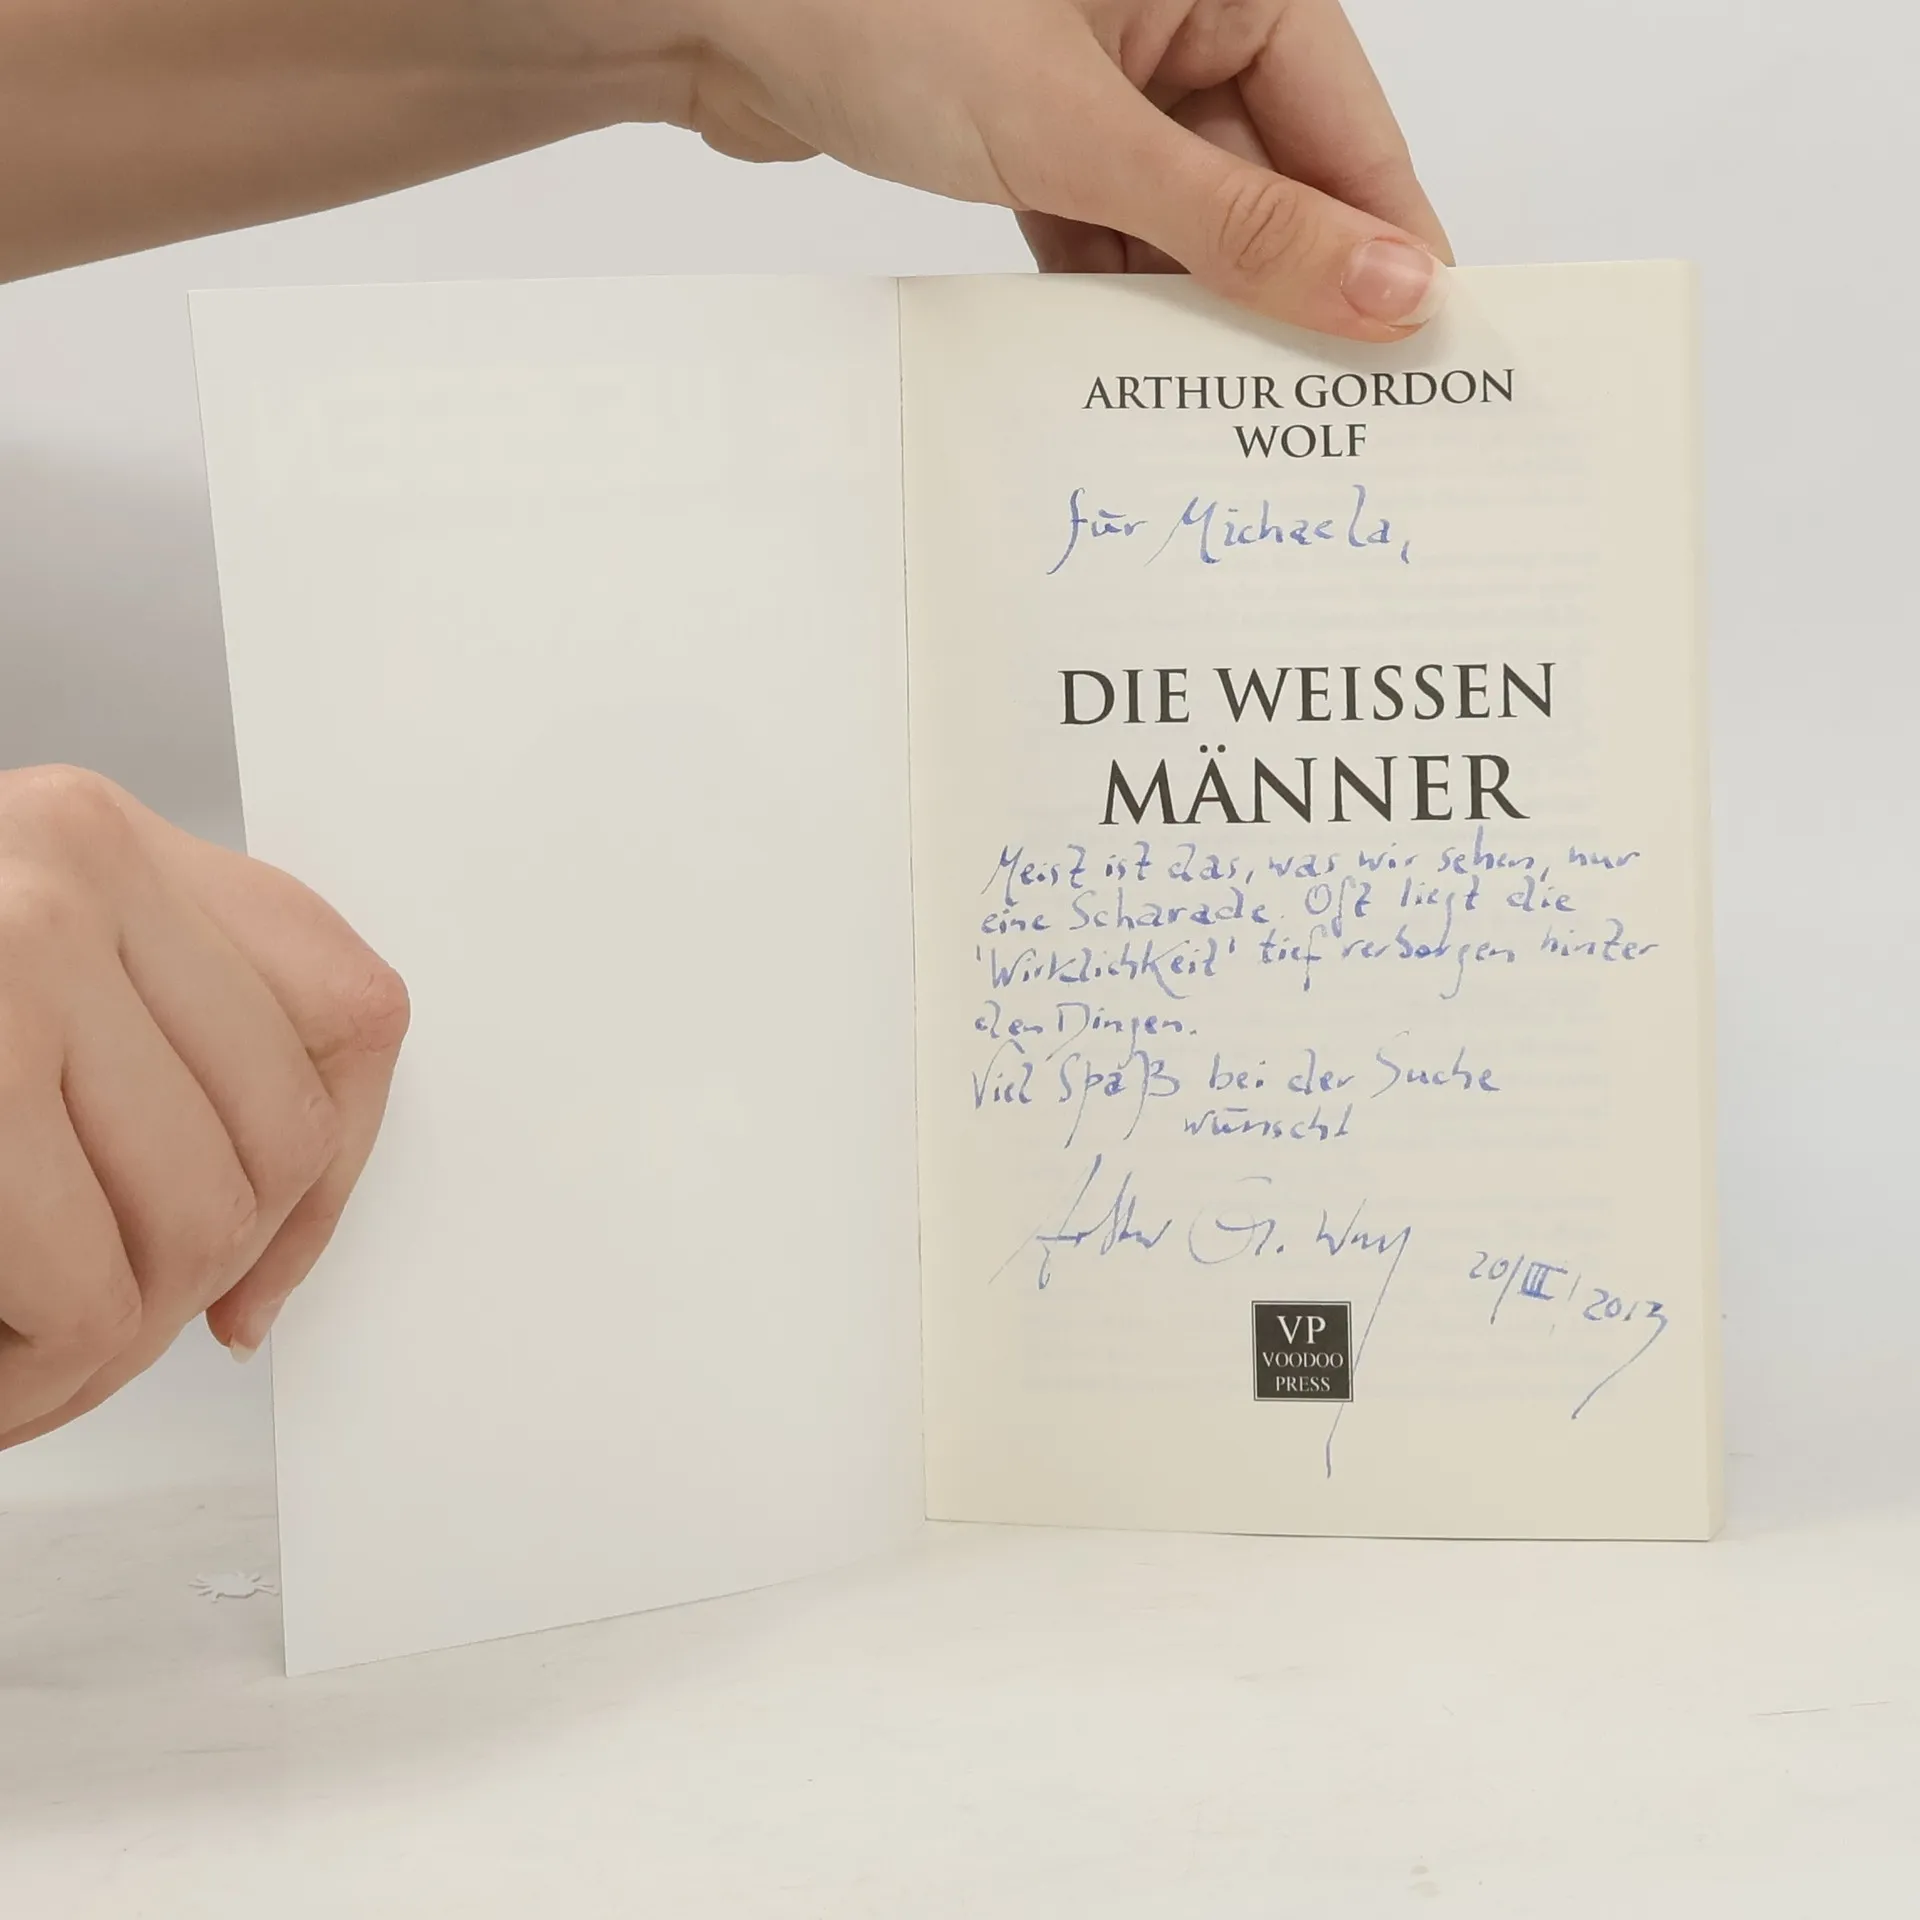 ARTHUR GORDON
WOLF
für Michaela,
DIE WEISSEN
MÄNNER
Meist ist das, was wir sehen, nur
eine Scharade. Oft liegt die
'Wirklichkeit' tief verborgen hinter
den Dingen.
Viel Spaß bei der Suche
wünscht
Arthur G. Wolf
20/III/2013
VP
VOODOO
PRESS